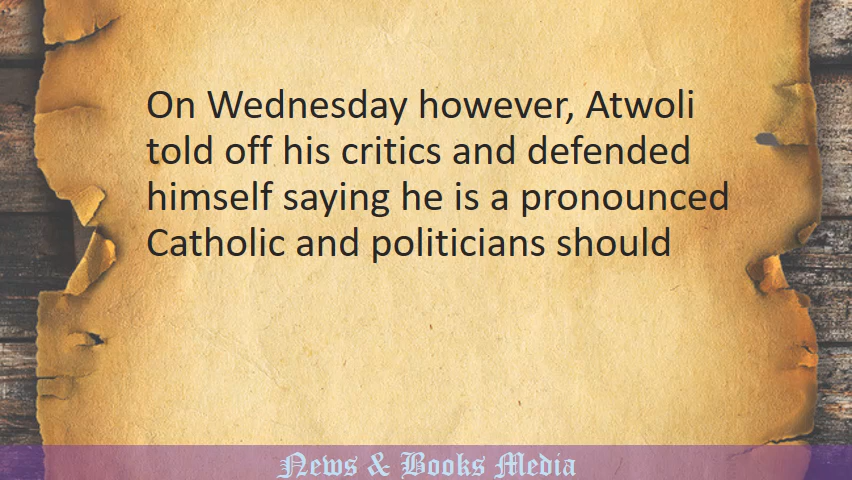 On Wednesday however, Atwoli
told off his critics and defended
himself saying he is a pronounced
Catholic and politicians should
News & Books Media